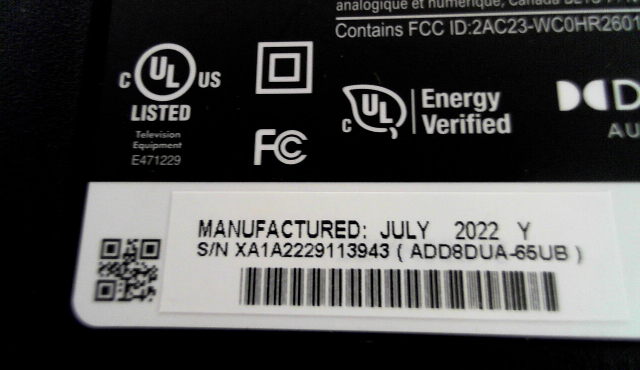 analogique et numérique, Canada
Contains FCC ID:2AC23-WC0HR2601
C UL US
LISTED
Television
Equipment
E471229
FC
C UL
Energy
Verified
D
AU
MANUFACTURED: JULY 2022 Y
S/N XA1A2229113943 ( ADD8DUA-65UB )